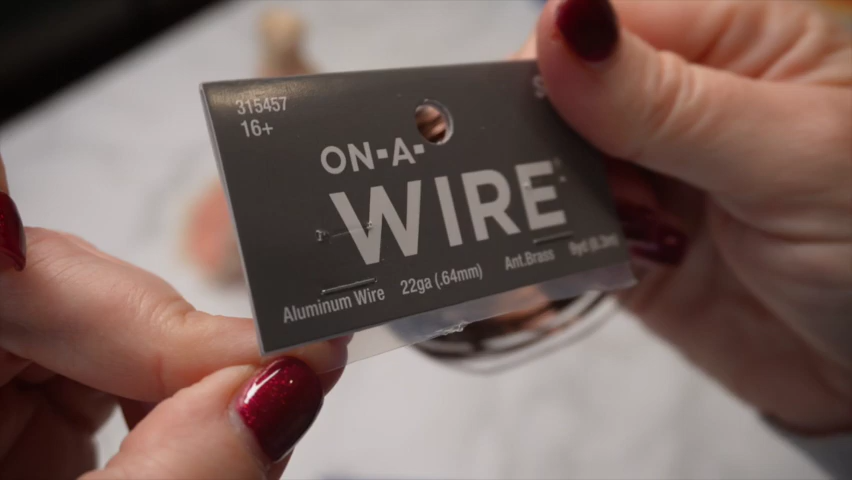 315457
16+
ON-A-
WIRE
Aluminum Wire 22ga (.64mm) Ant.Brass